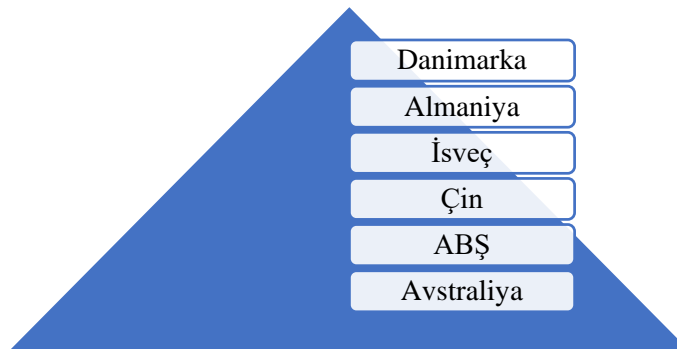 Danimarka
Almaniya
İsveç
Çin
ABŞ
Avstraliya